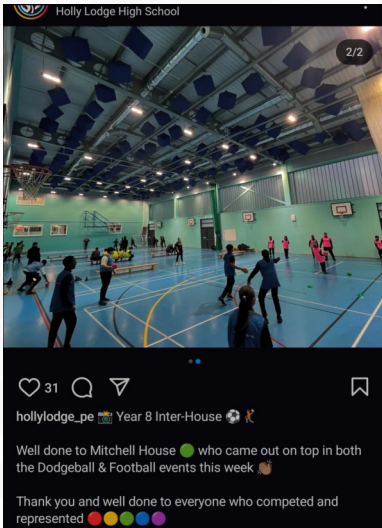 Holly Lodge High School
2/2
31
hollylodge_pe 📸 Year 8 Inter-House ⚽🤾🏾
Well done to Mitchell House 🟢 who came out on top in both
the Dodgeball & Football events this week 👏🏾
Thank you and well done to everyone who competed and
represented 🔴🟡🟢🔵🟣